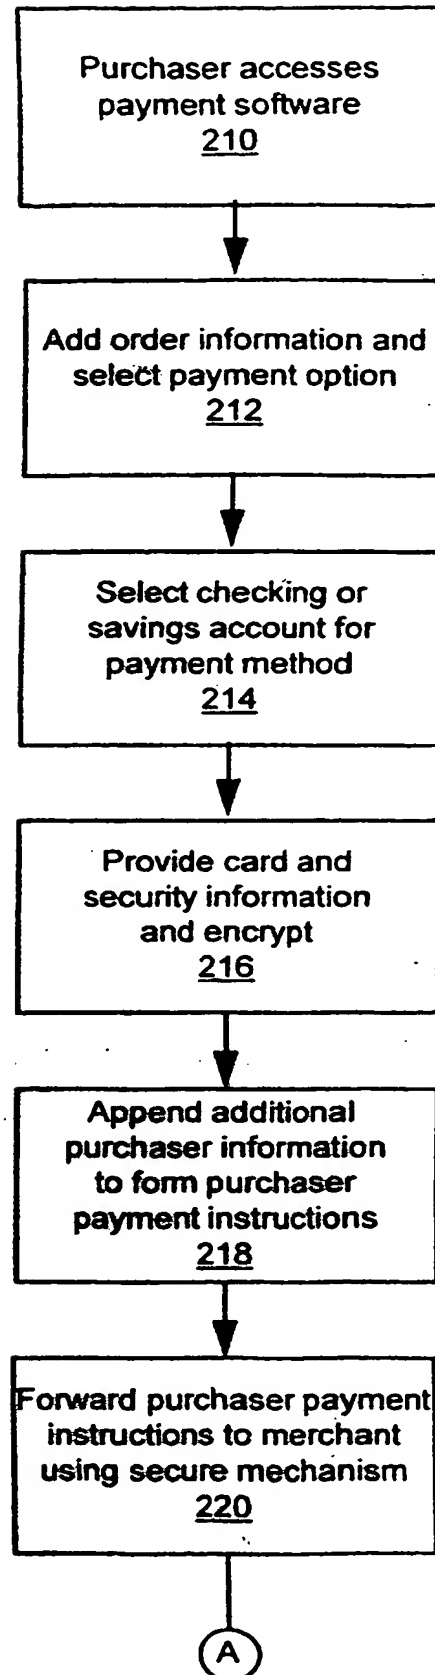 Purchaser accesses
payment software
210
Add order information and
select payment option
212
Select checking or
savings account for
payment method
214
Provide card and
security information
and encrypt
216
Append additional
purchaser information
to form purchaser
payment instructions
218
Forward purchaser payment
instructions to merchant
using secure mechanism
220
A